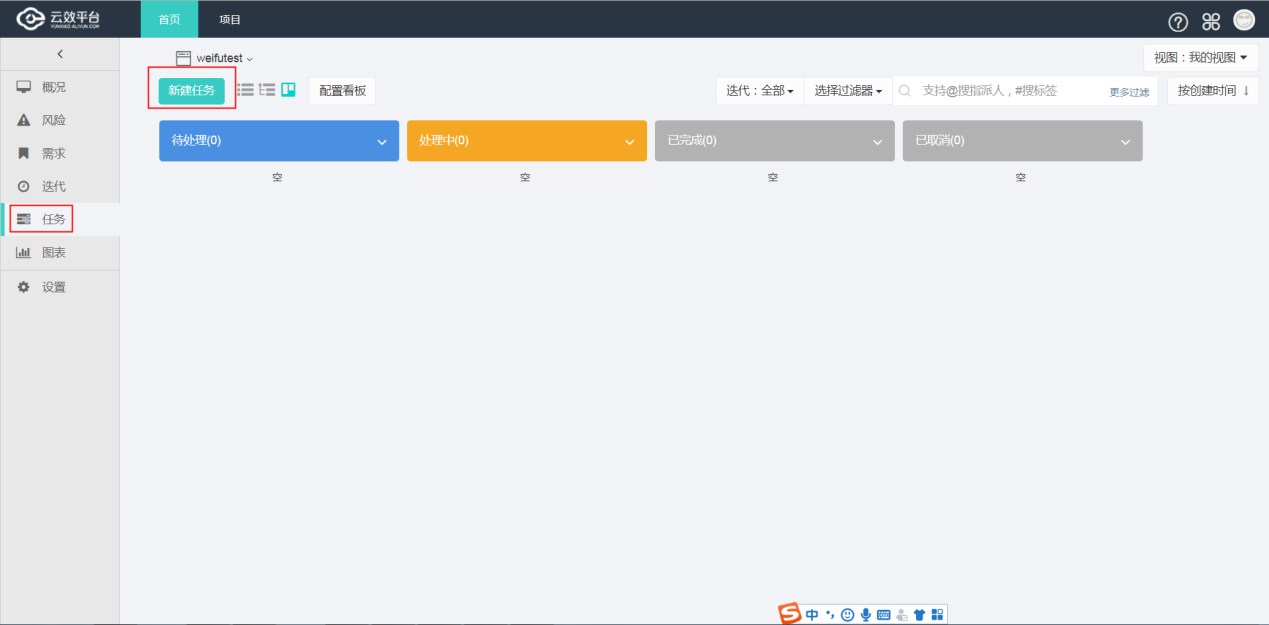 云效平台 首页 项目
YUNXIAO.ALIYUN.COM
weifutest
视图：我的视图
新建任务 配置看板 迭代：全部 选择过滤器 支持@搜指派人，#搜标签 更多过滤 按创建时间
概况
风险
需求
迭代
任务
图表
设置
待处理(0) 处理中(0) 已完成(0) 已取消(0)
空 空 空 空
中